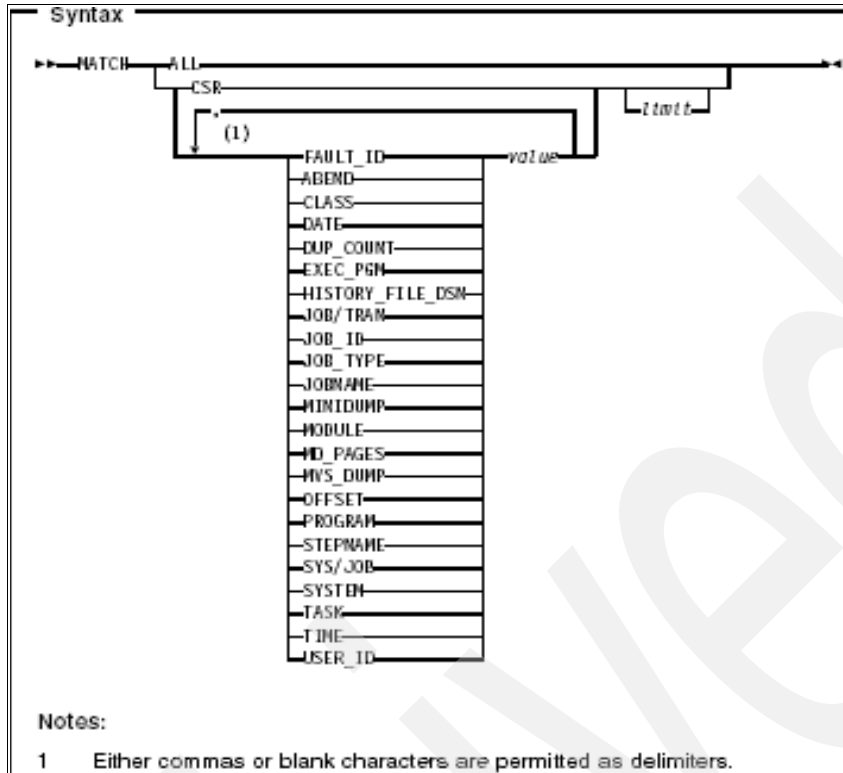 Syntax
MATCH ALL
CSR
limit
,
(1)
FAULT_ID value
ABEND
CLASS
DATE
DUP_COUNT
EXEC_PGM
HISTORY_FILE_DSN
JOB/TRAN
JOB_ID
JOB_TYPE
JOBNAME
MINIDUMP
MODULE
MD_PAGES
MVS_DUMP
OFFSET
PROGRAM
STEPNAME
SYS/JOB
SYSTEM
TASK
TIME
USER_ID
Notes:
1 Either commas or blank characters are permitted as delimiters.